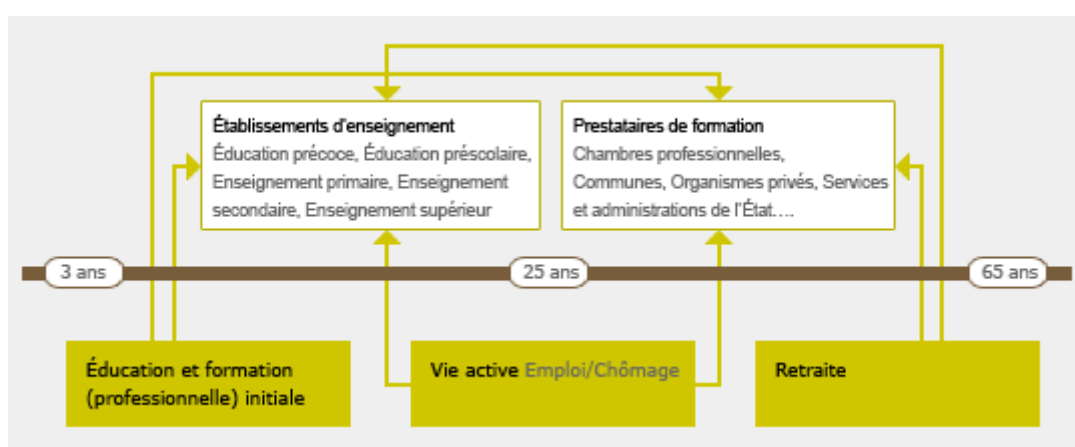 Établissements d'enseignement
Éducation précoce, Éducation préscolaire,
Enseignement primaire, Enseignement
secondaire, Enseignement supérieur
Prestataires de formation
Chambres professionnelles,
Communes, Organismes privés, Services
et administrations de l'État....
3 ans
25 ans
65 ans
Éducation et formation
(professionnelle) initiale
Vie active Emploi/Chômage
Retraite